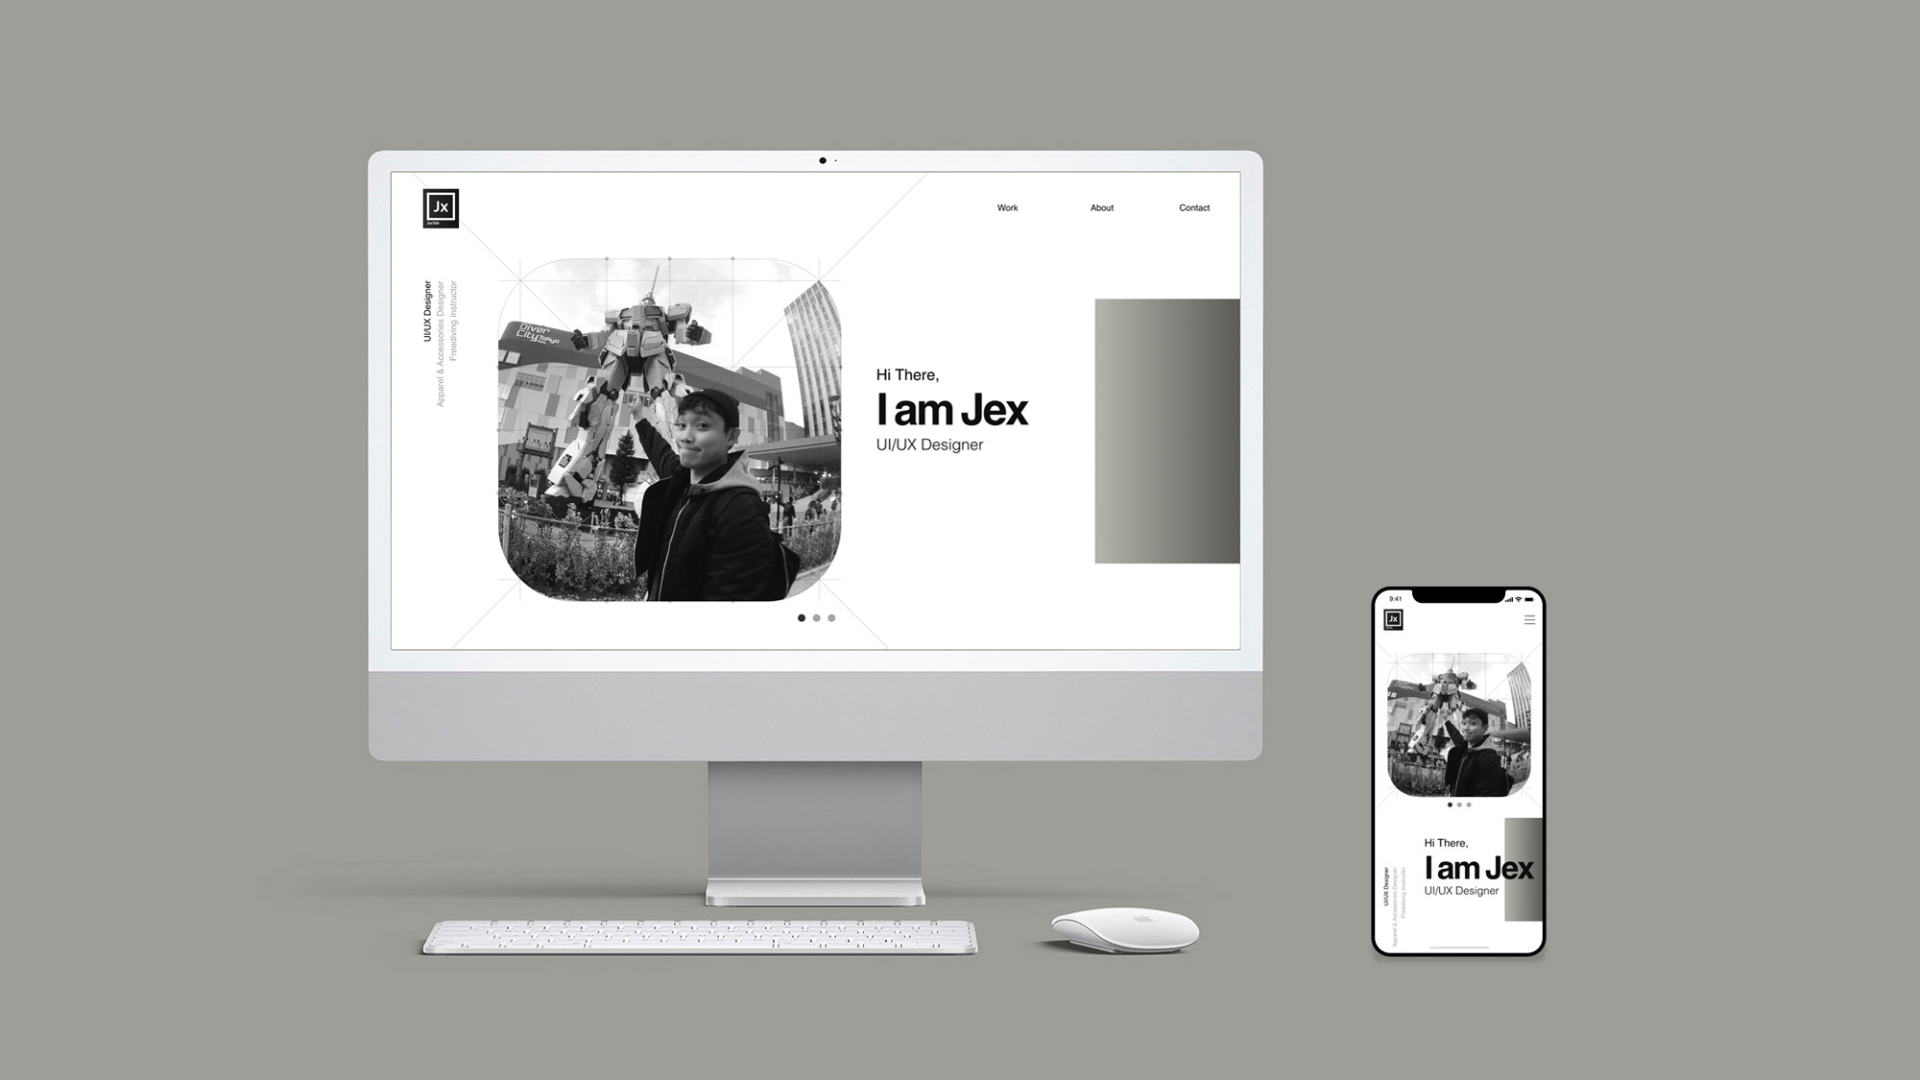 Jx
Work
About
Contact
UI/UX Designer
Apparel & Accessories Designer
Freediving Instructor
Diver
City Tokyo
Hi There,
I am Jex
UI/UX Designer
9:41
Jx
Hi There,
I am Jex
UI/UX Designer
UI/UX Designer
Apparel & Accessories Designer
Freediving Instructor